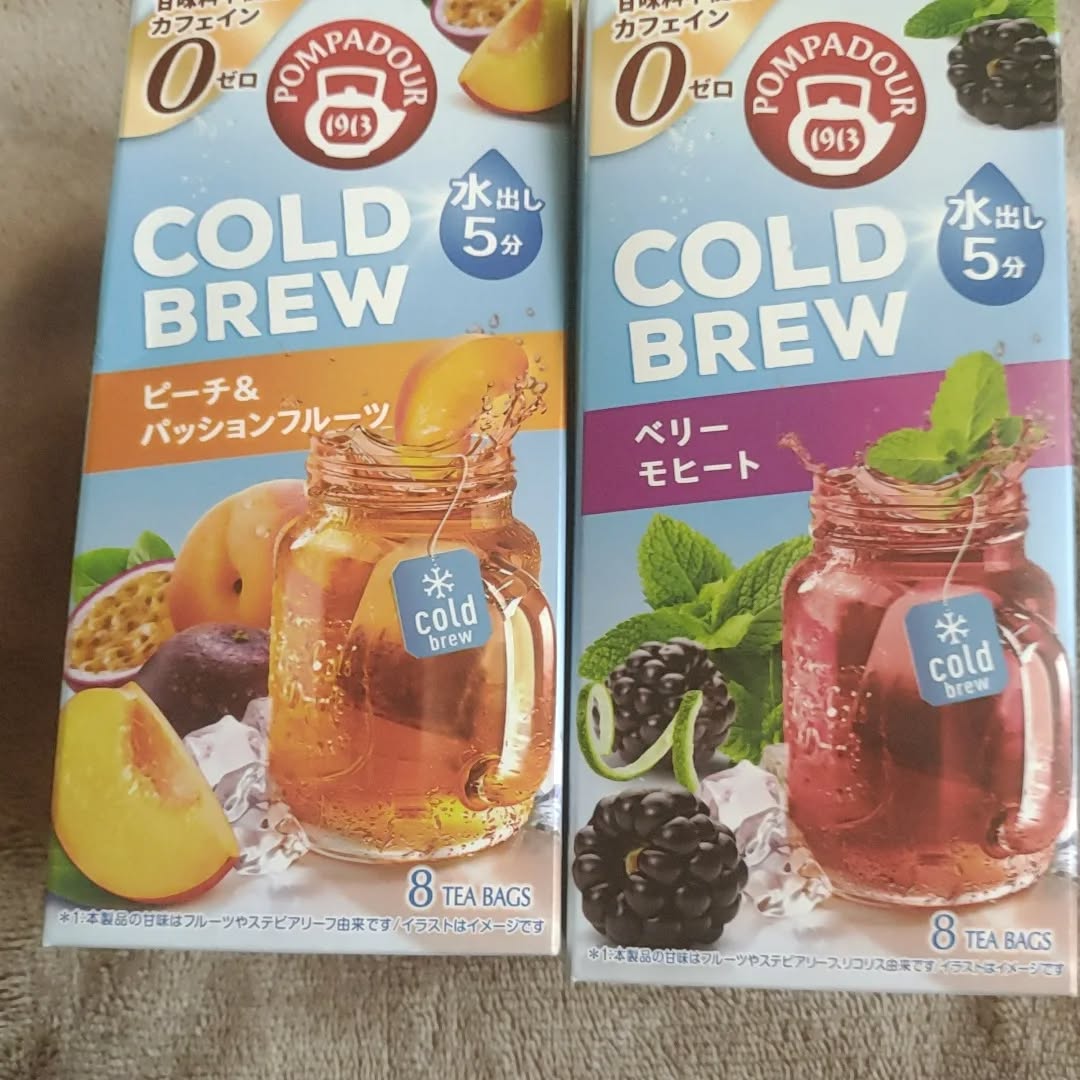 カフェイン
0ゼロ
POMPADOUR
1913
水出し
5分
COLD
BREW
ピーチ&
パッションフルーツ
cold
brew
8 TEA BAGS
*1:本製品の甘味はフルーツやステビアリーフ由来です/イラストはイメージです
カフェイン
0ゼロ
POMPADOUR
1913
水出し
5分
COLD
BREW
ベリー
モヒート
cold
brew
8 TEA BAGS
*1:本製品の甘味はフルーツやステビアリーフ、リコリス由来です/イラストはイメージです